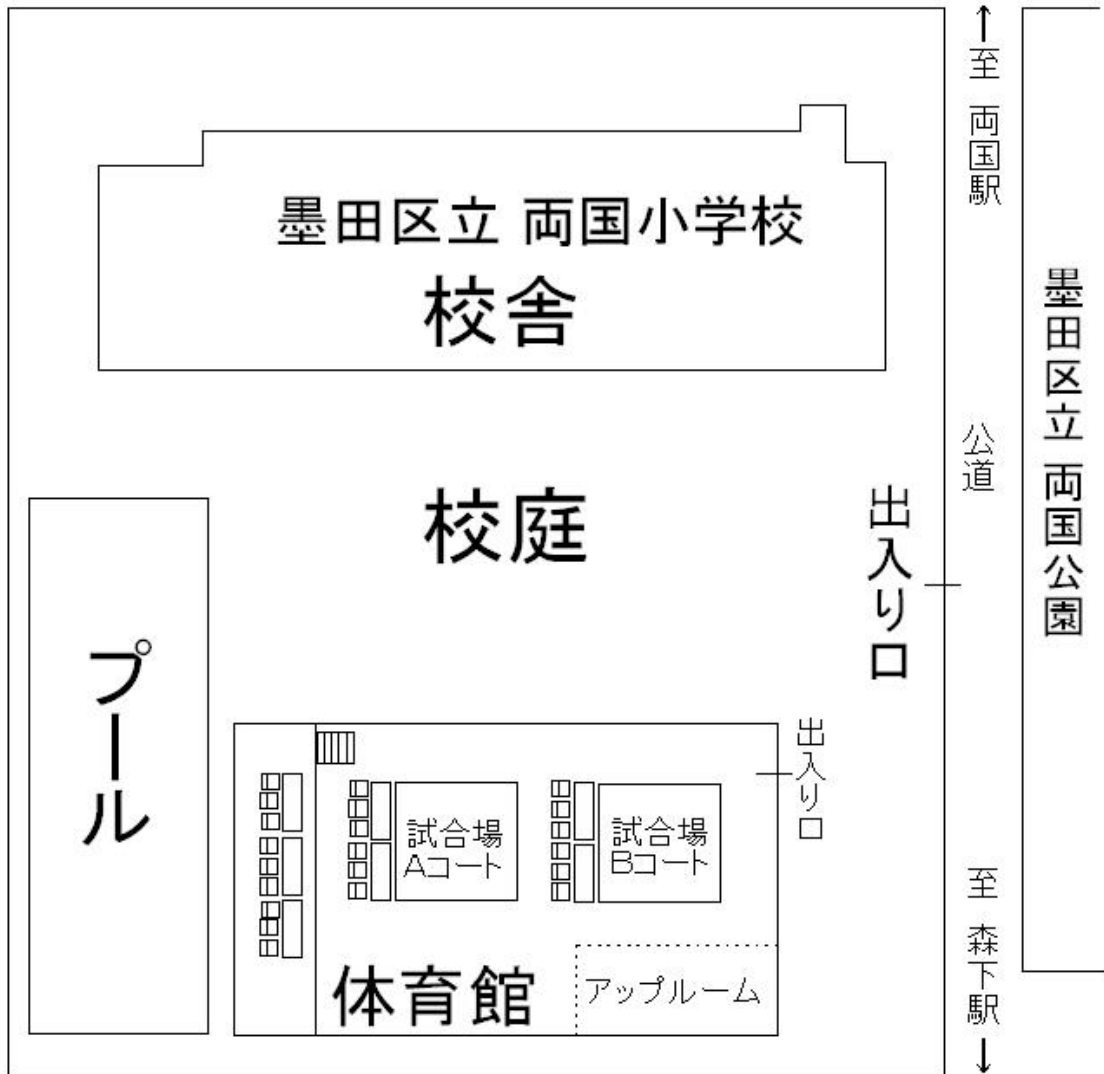 ↑至 両国駅
墨田区立 両国小学校
校舎
墨田区立 両国公園
公道
校庭
出入り口
プール
出入り口
試合場
Aコート
試合場
Bコート
至 森下駅↓
体育館
アップルーム